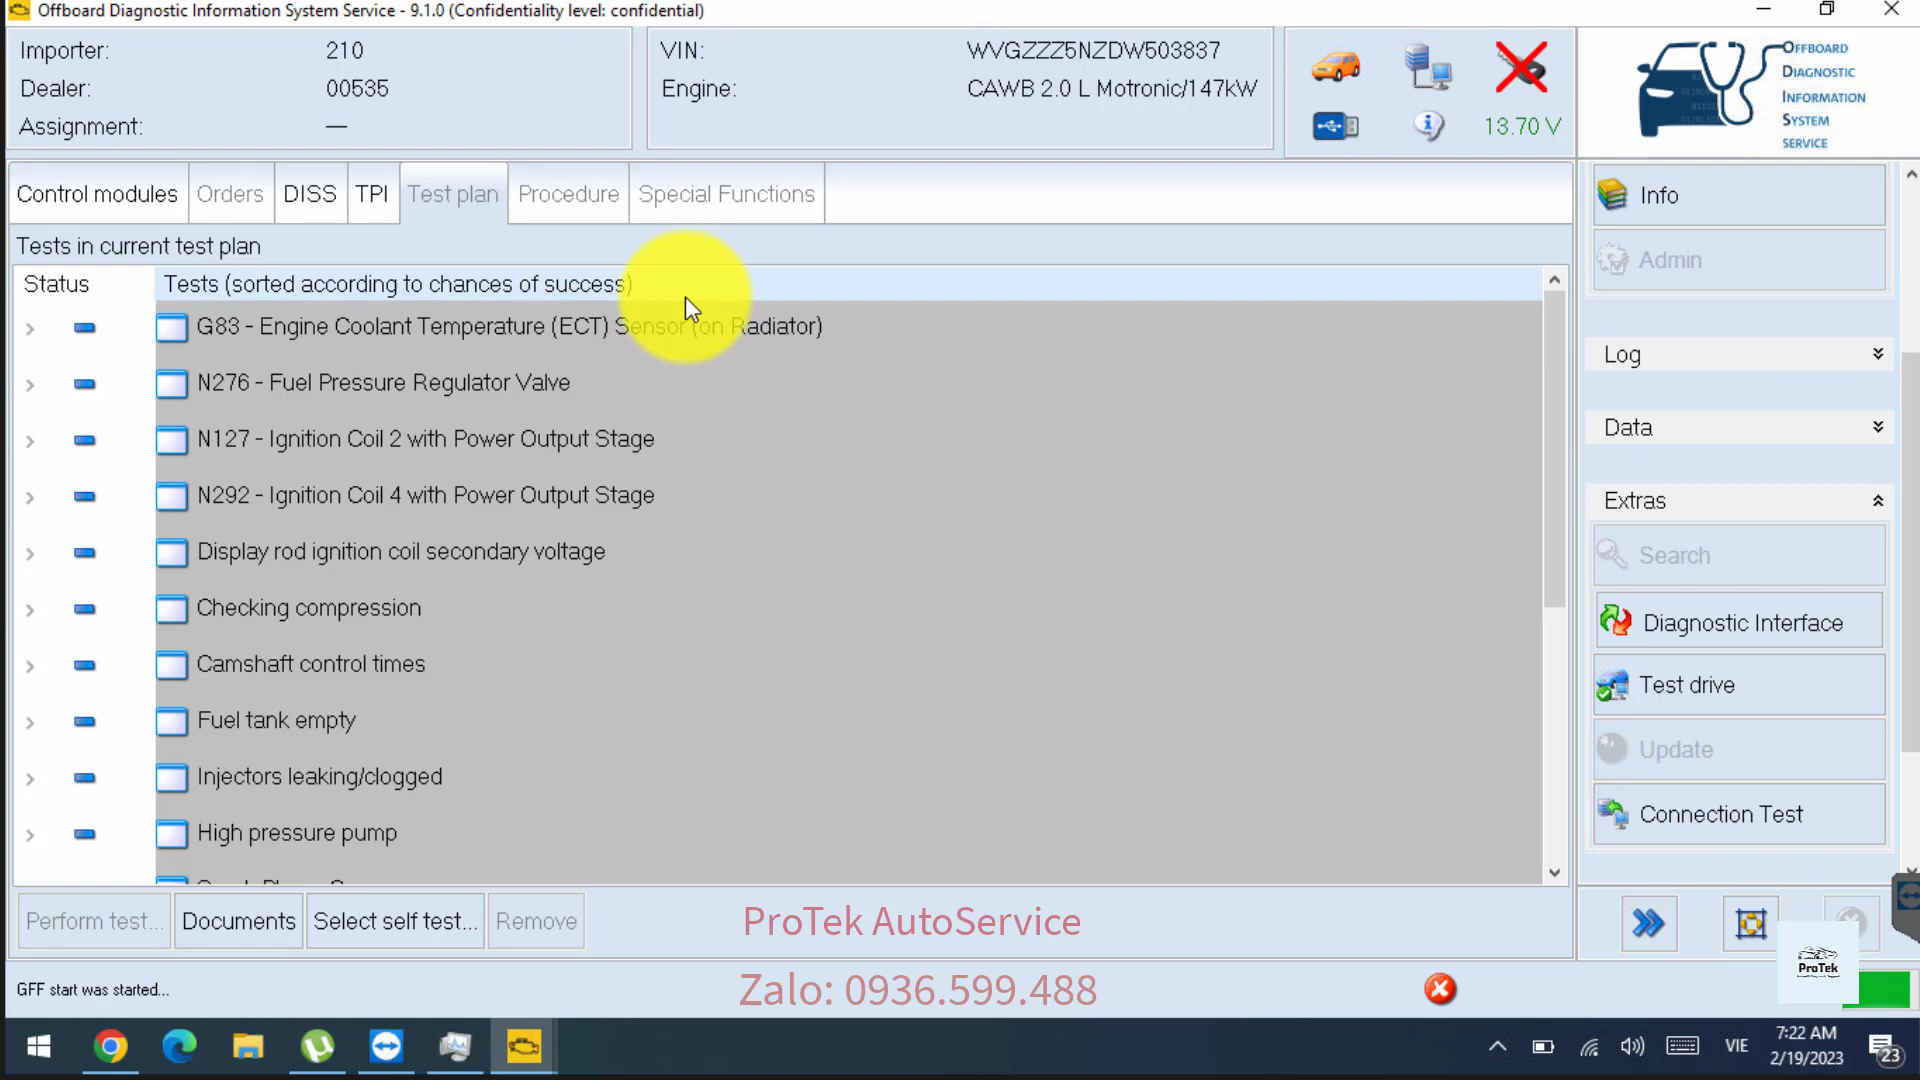 Offboard Diagnostic Information System Service - 9.1.0 (Confidentiality level: confidential)
Importer: 210
Dealer: 00535
Assignment: —
VIN: WVGZZZ5NZDW503837
Engine: CAWB 2.0 L Motronic/147kW
13.70 V
OFFBOARD
DIAGNOSTIC
INFORMATION
SYSTEM
SERVICE
Control modules Orders DISS TPI Test plan Procedure Special Functions
Tests in current test plan
Status Tests (sorted according to chances of success)
G83 - Engine Coolant Temperature (ECT) Sensor (on Radiator)
N276 - Fuel Pressure Regulator Valve
N127 - Ignition Coil 2 with Power Output Stage
N292 - Ignition Coil 4 with Power Output Stage
Display rod ignition coil secondary voltage
Checking compression
Camshaft control times
Fuel tank empty
Injectors leaking/clogged
High pressure pump
Info
Admin
Log
Data
Extras
Search
Diagnostic Interface
Test drive
Update
Connection Test
Perform test... Documents Select self test... Remove
ProTek AutoService
Zalo: 0936.599.488
GFF start was started...
ProTek
VIE
7:22 AM
2/19/2023
23